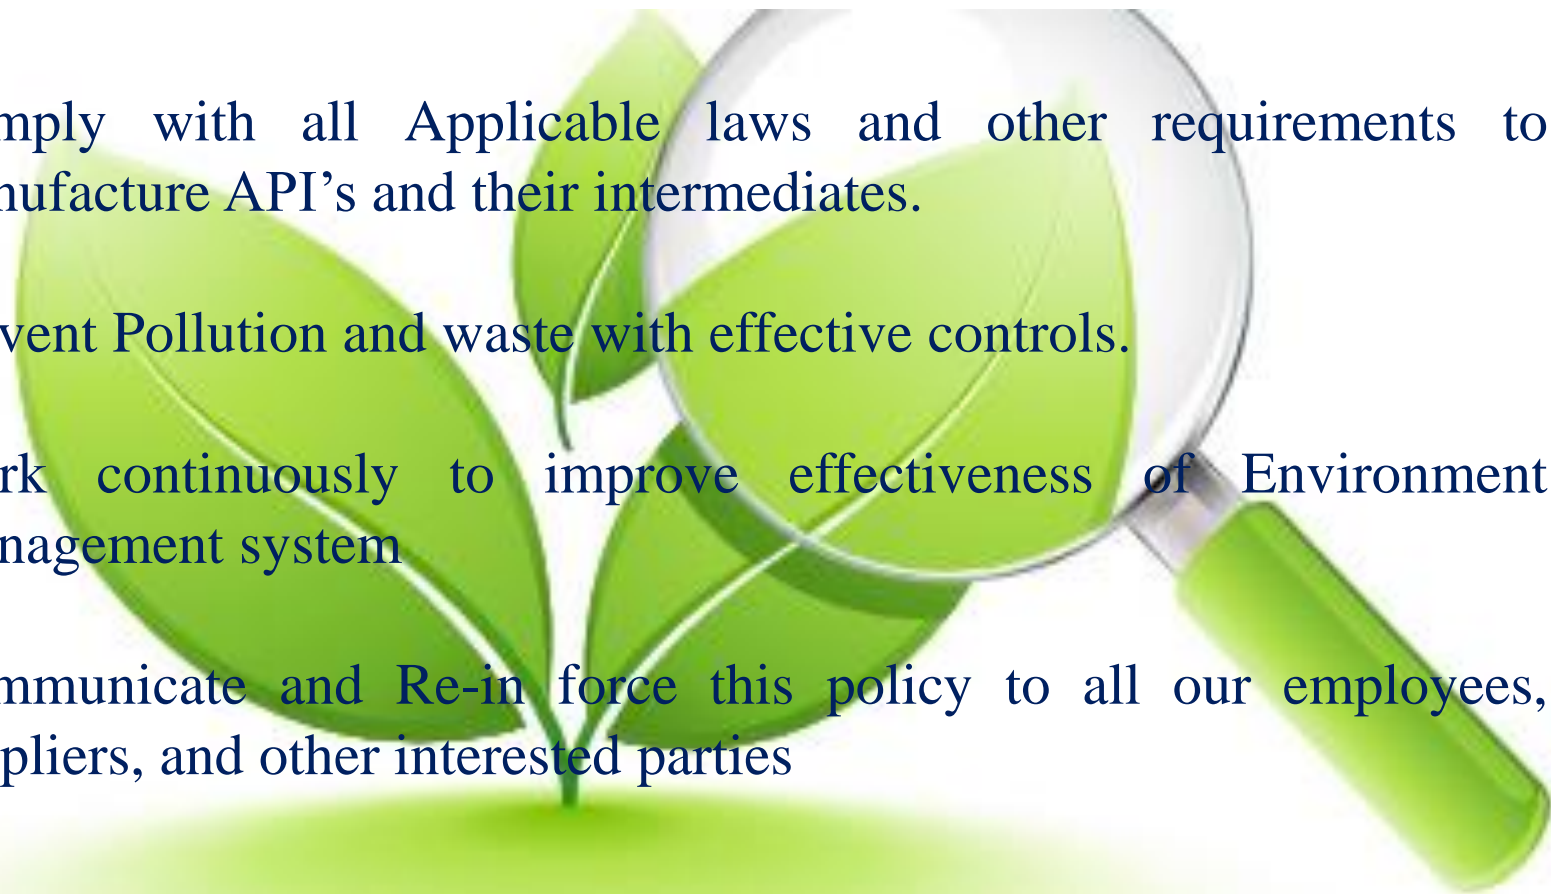 mply with all Applicable laws and other requirements to
nufacture API’s and their intermediates.
vent Pollution and waste with effective controls.
rk continuously to improve effectiveness of Environment
nagement system
mmunicate and Re-in force this policy to all our employees,
pliers, and other interested parties